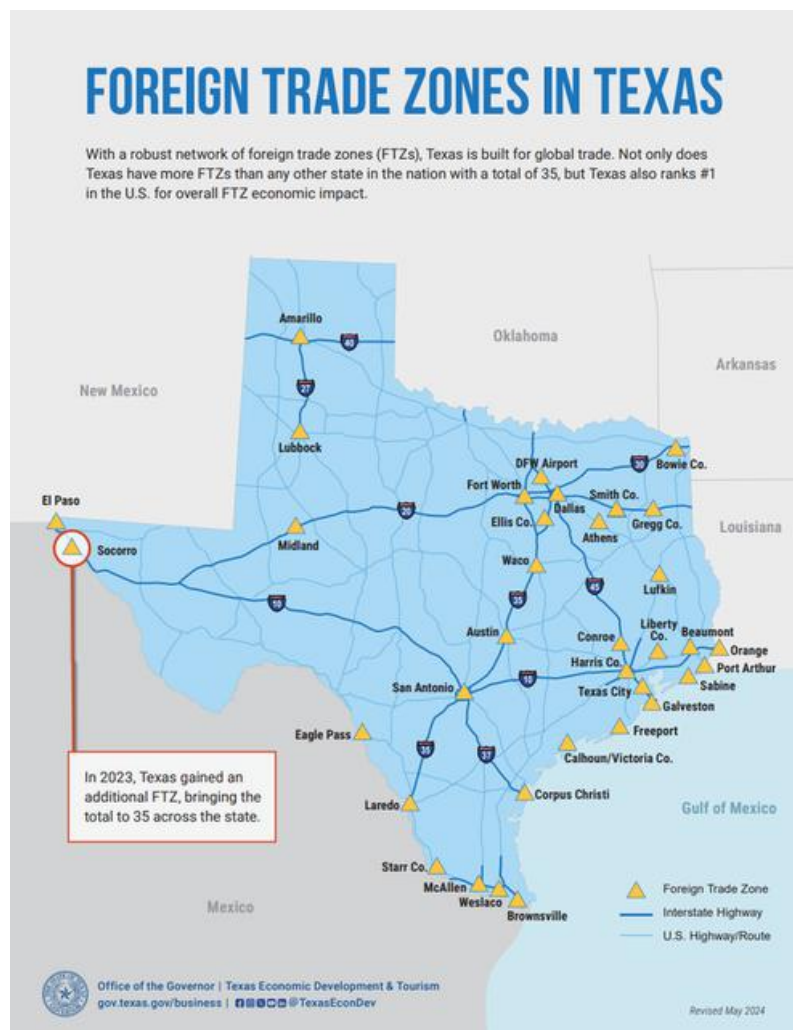 FOREIGN TRADE ZONES IN TEXAS
With a robust network of foreign trade zones (FTZs), Texas is built for global trade. Not only does
Texas have more FTZs than any other state in the nation with a total of 35, but Texas also ranks #1
in the U.S. for overall FTZ economic impact.
Amarillo
40
Oklahoma
Arkansas
New Mexico
27
Lubbock
DFW Airport
30
Bowie Co.
Fort Worth
Smith Co.
El Paso
20
Dallas
Ellis Co.
Gregg Co.
Louisiana
Athens
Socorro
Midland
Waco
45
Lufkin
10
35
Liberty
Co.
Austin
Conroe
Beaumont
Orange
Harris Co.
Port Arthur
10
San Antonio
Texas City
Sabine
Galveston
Eagle Pass
Freeport
35
37
Calhoun/Victoria Co.
In 2023, Texas gained an
additional FTZ, bringing the
total to 35 across the state.
Laredo
Corpus Christi
Gulf of Mexico
Starr Co.
McAllen
Weslaco
Brownsville
Mexico
Foreign Trade Zone
Interstate Highway
U.S. Highway/Route
Office of the Governor | Texas Economic Development & Tourism
gov.texas.gov/business | @TexasEconDev
Revised May 2024